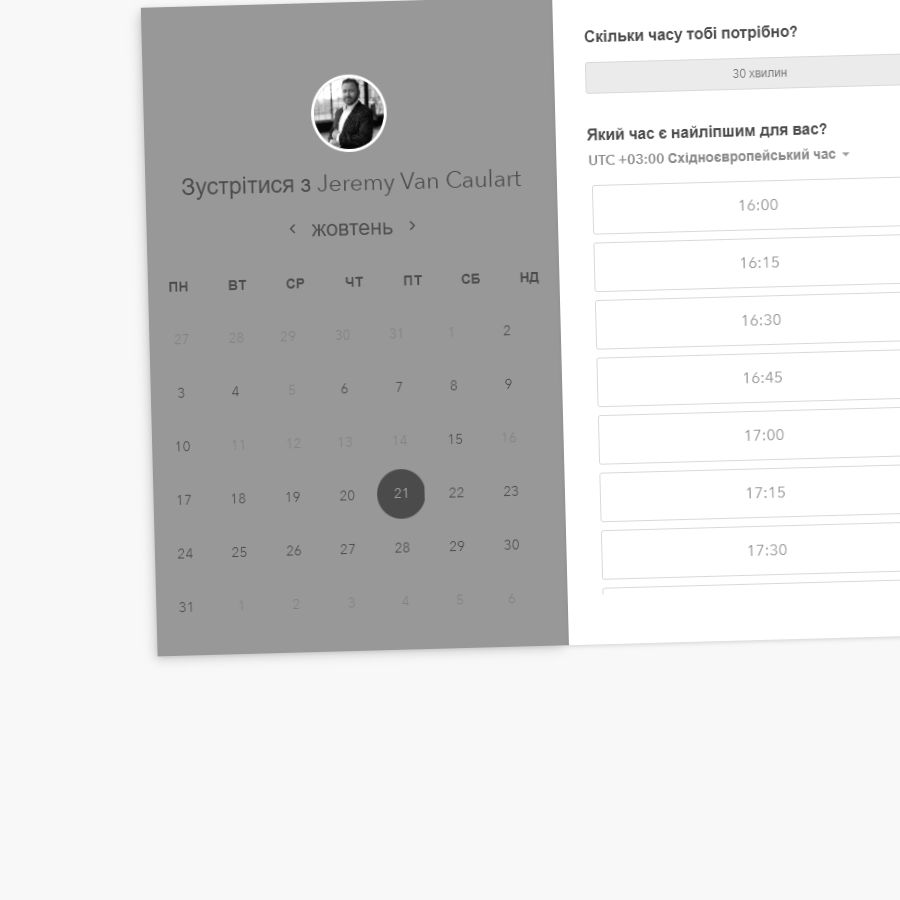 Зустрітися з Jeremy Van Caulart
жовтень
ПН ВТ СР ЧТ ПТ СБ НД
27 28 29 30 31 1 2
3 4 5 6 7 8 9
10 11 12 13 14 15 16
17 18 19 20 21 22 23
24 25 26 27 28 29 30
31 1 2 3 4 5 6
Скільки часу тобі потрібно?
30 хвилин
Який час є найліпшим для вас?
UTC +03:00 Східноєвропейський час
16:00
16:15
16:30
16:45
17:00
17:15
17:30